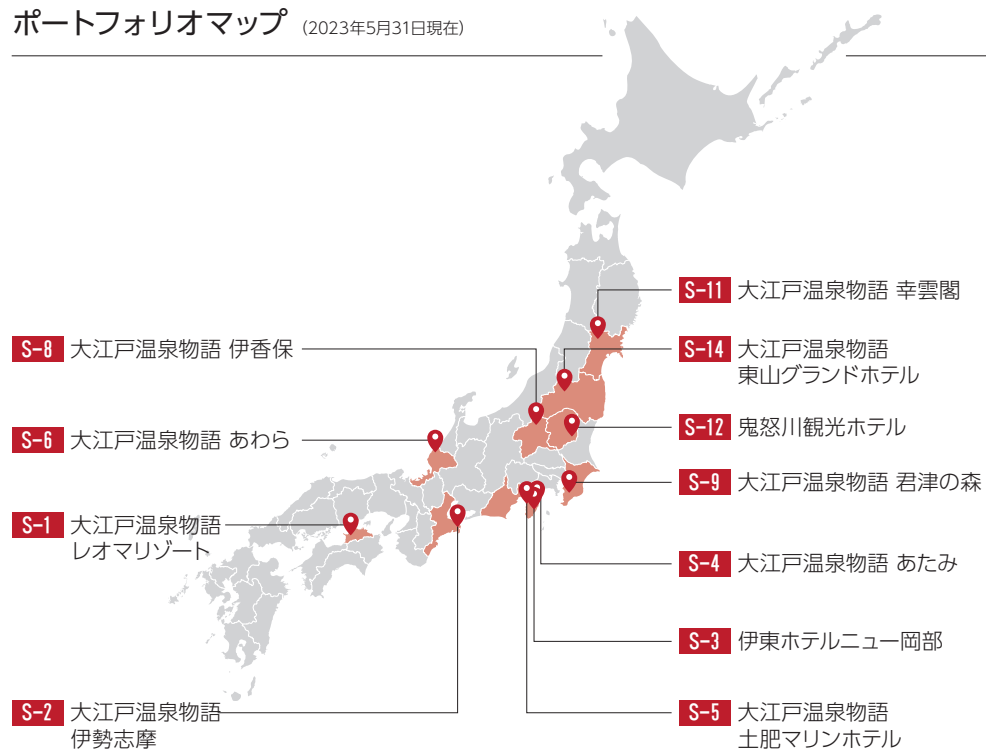 ポートフォリオマップ (2023年5月31日現在)
S-8 大江戸温泉物語 伊香保
S-6 大江戸温泉物語 あわら
S-1 大江戸温泉物語
レオマリゾート
S-2 大江戸温泉物語
伊勢志摩
S-11 大江戸温泉物語 幸雲閣
S-14 大江戸温泉物語
東山グランドホテル
S-12 鬼怒川観光ホテル
S-9 大江戸温泉物語 君津の森
S-4 大江戸温泉物語 あたみ
S-3 伊東ホテルニュー岡部
S-5 大江戸温泉物語
土肥マリンホテル